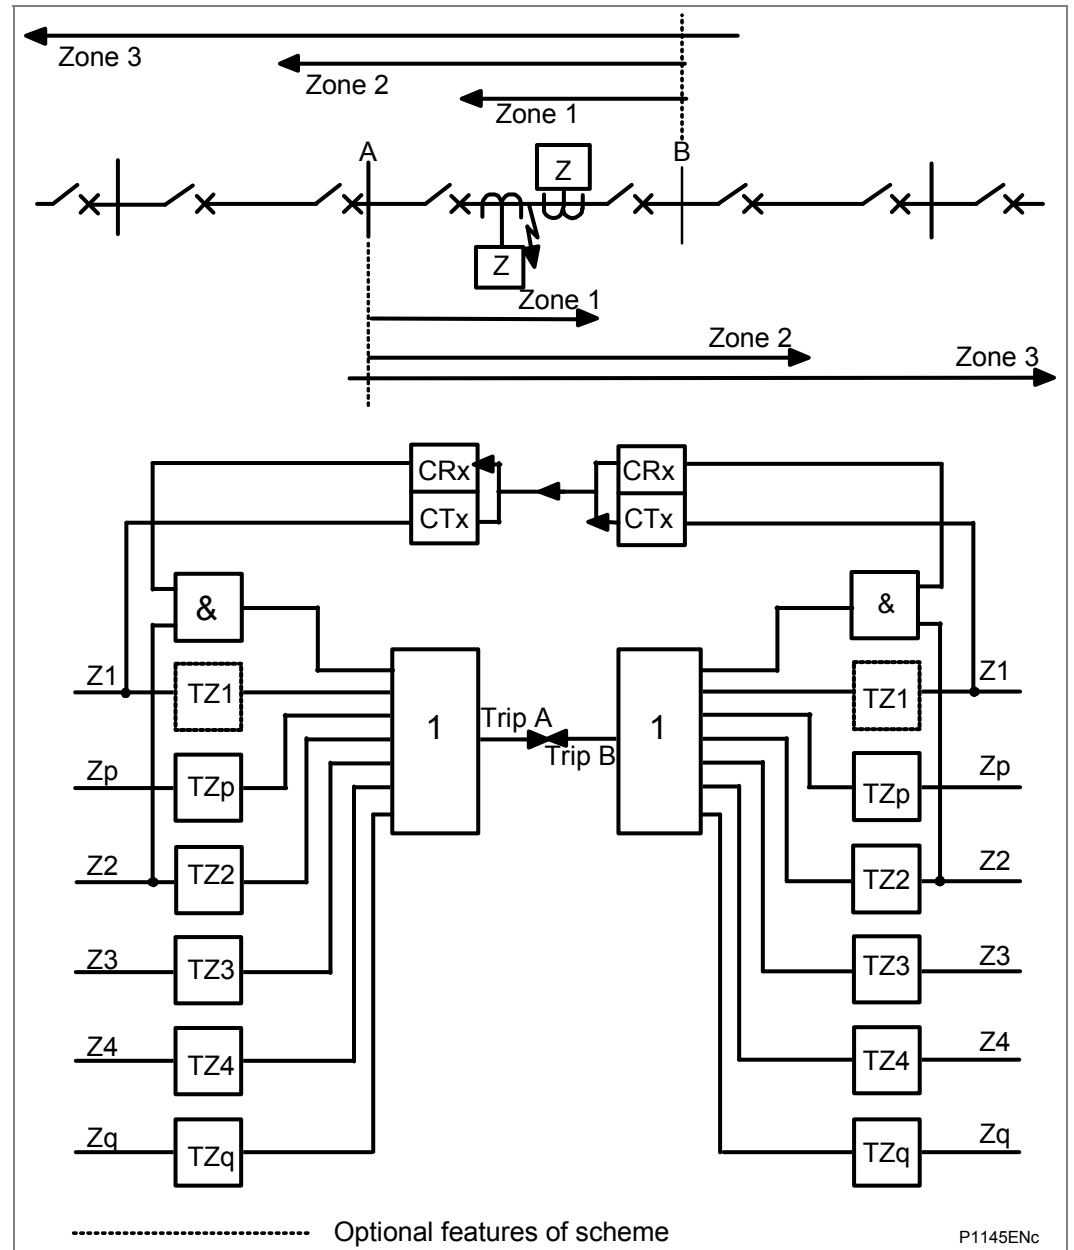 Zone 3
Zone 2
Zone 1
A
B
Z
Z
Zone 1
Zone 2
Zone 3
CRx
CRx
CTx
CTx
&
&
Z1
TZ1
TZ1
Z1
1
1
Trip A
Trip B
Zp
TZp
TZp
Zp
Z2
TZ2
TZ2
Z2
Z3
TZ3
TZ3
Z3
Z4
TZ4
TZ4
Z4
Zq
TZq
TZq
Zq
Optional features of scheme
P1145ENc